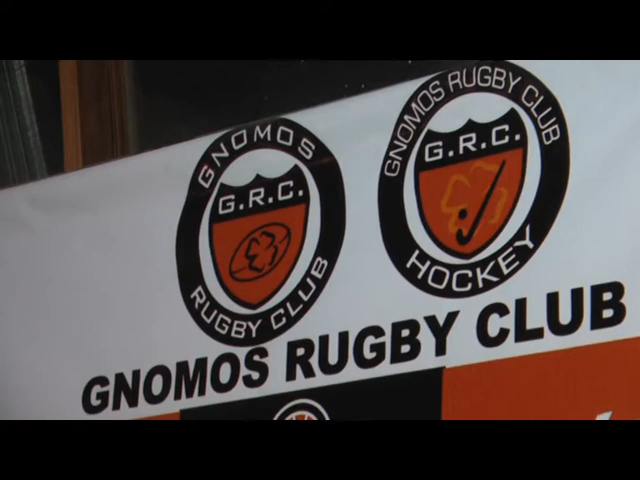 GNOMOS
G.R.C.
RUGBY CLUB
GNOMOS RUGBY CLUB
G.R.C.
HOCKEY
GNOMOS RUGBY CLUB